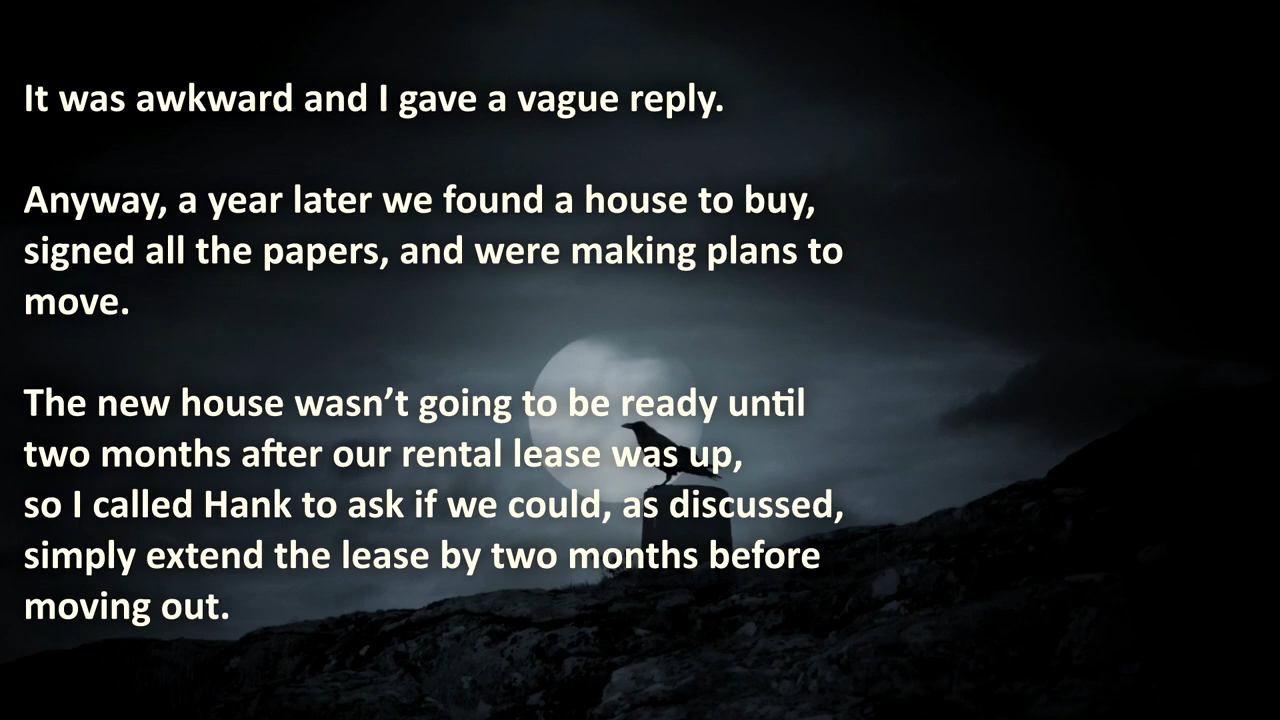 It was awkward and I gave a vague reply.
Anyway, a year later we found a house to buy,
signed all the papers, and were making plans to
move.
The new house wasn’t going to be ready until
two months after our rental lease was up,
so I called Hank to ask if we could, as discussed,
simply extend the lease by two months before
moving out.